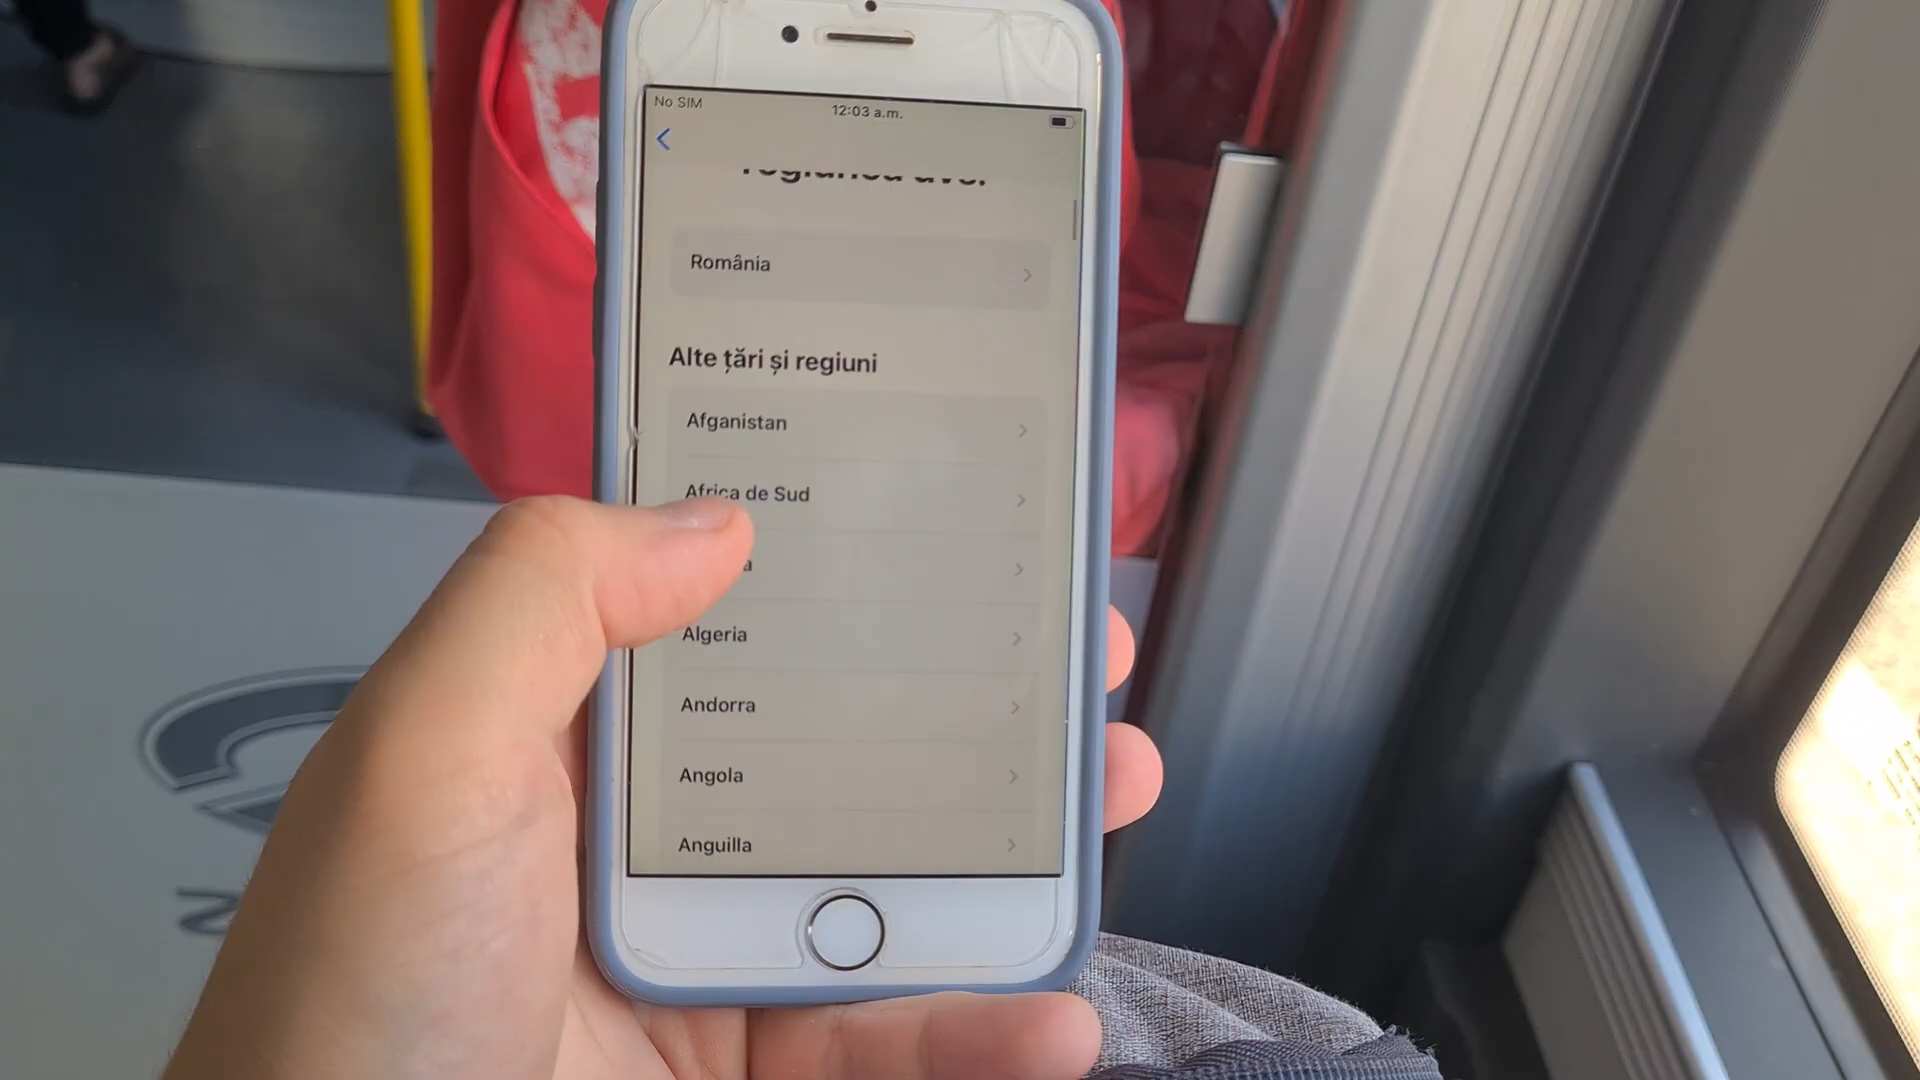 No SIM
12:03 a.m.
România
Alte țări și regiuni
Afganistan
Africa de Sud
Algeria
Andorra
Angola
Anguilla